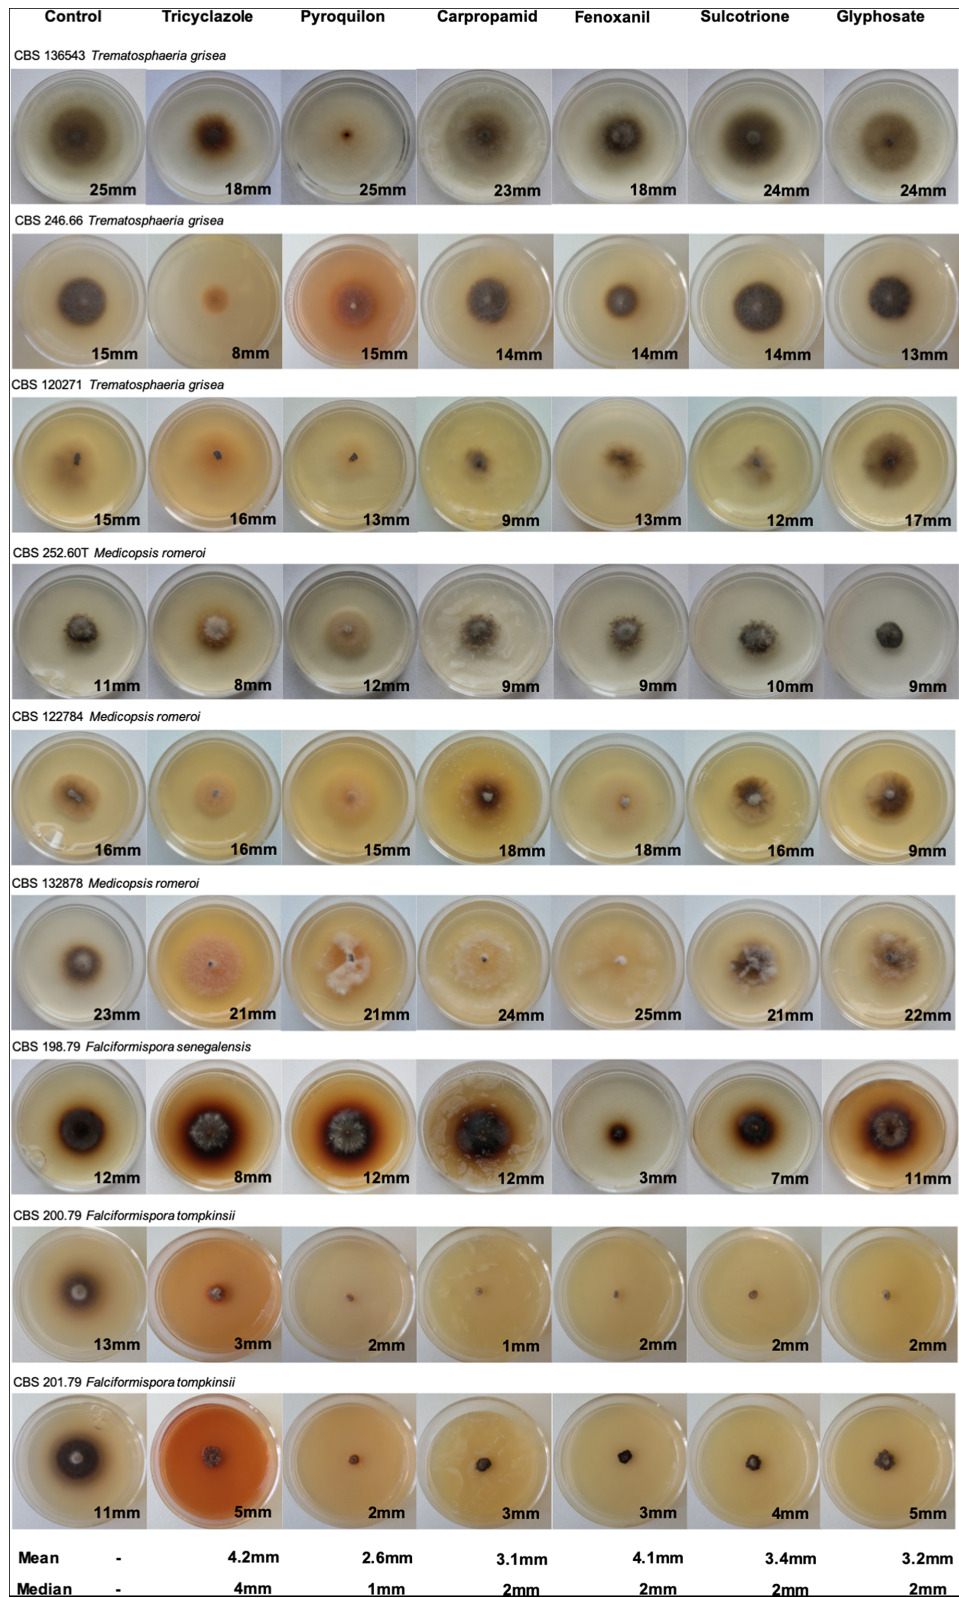 Control Tricyclazole Pyroquilon Carpropamid Fenoxanil Sulcotrione Glyphosate
CBS 136543 Trematosphaeria grisea
25mm 18mm 25mm 23mm 18mm 24mm 24mm
CBS 246.66 Trematosphaeria grisea
15mm 8mm 15mm 14mm 14mm 14mm 13mm
CBS 120271 Trematosphaeria grisea
15mm 16mm 13mm 9mm 13mm 12mm 17mm
CBS 252.60T Medicopsis romeroi
11mm 8mm 12mm 9mm 9mm 10mm 9mm
CBS 122784 Medicopsis romeroi
16mm 16mm 15mm 18mm 18mm 16mm 9mm
CBS 132878 Medicopsis romeroi
23mm 21mm 21mm 24mm 25mm 21mm 22mm
CBS 198.79 Falciformispora senegalensis
12mm 8mm 12mm 12mm 3mm 7mm 11mm
CBS 200.79 Falciformispora tompkinsii
13mm 3mm 2mm 1mm 2mm 2mm 2mm
CBS 201.79 Falciformispora tompkinsii
11mm 5mm 2mm 3mm 3mm 4mm 5mm
Mean - 4.2mm 2.6mm 3.1mm 4.1mm 3.4mm 3.2mm
Median - 4mm 1mm 2mm 2mm 2mm 2mm